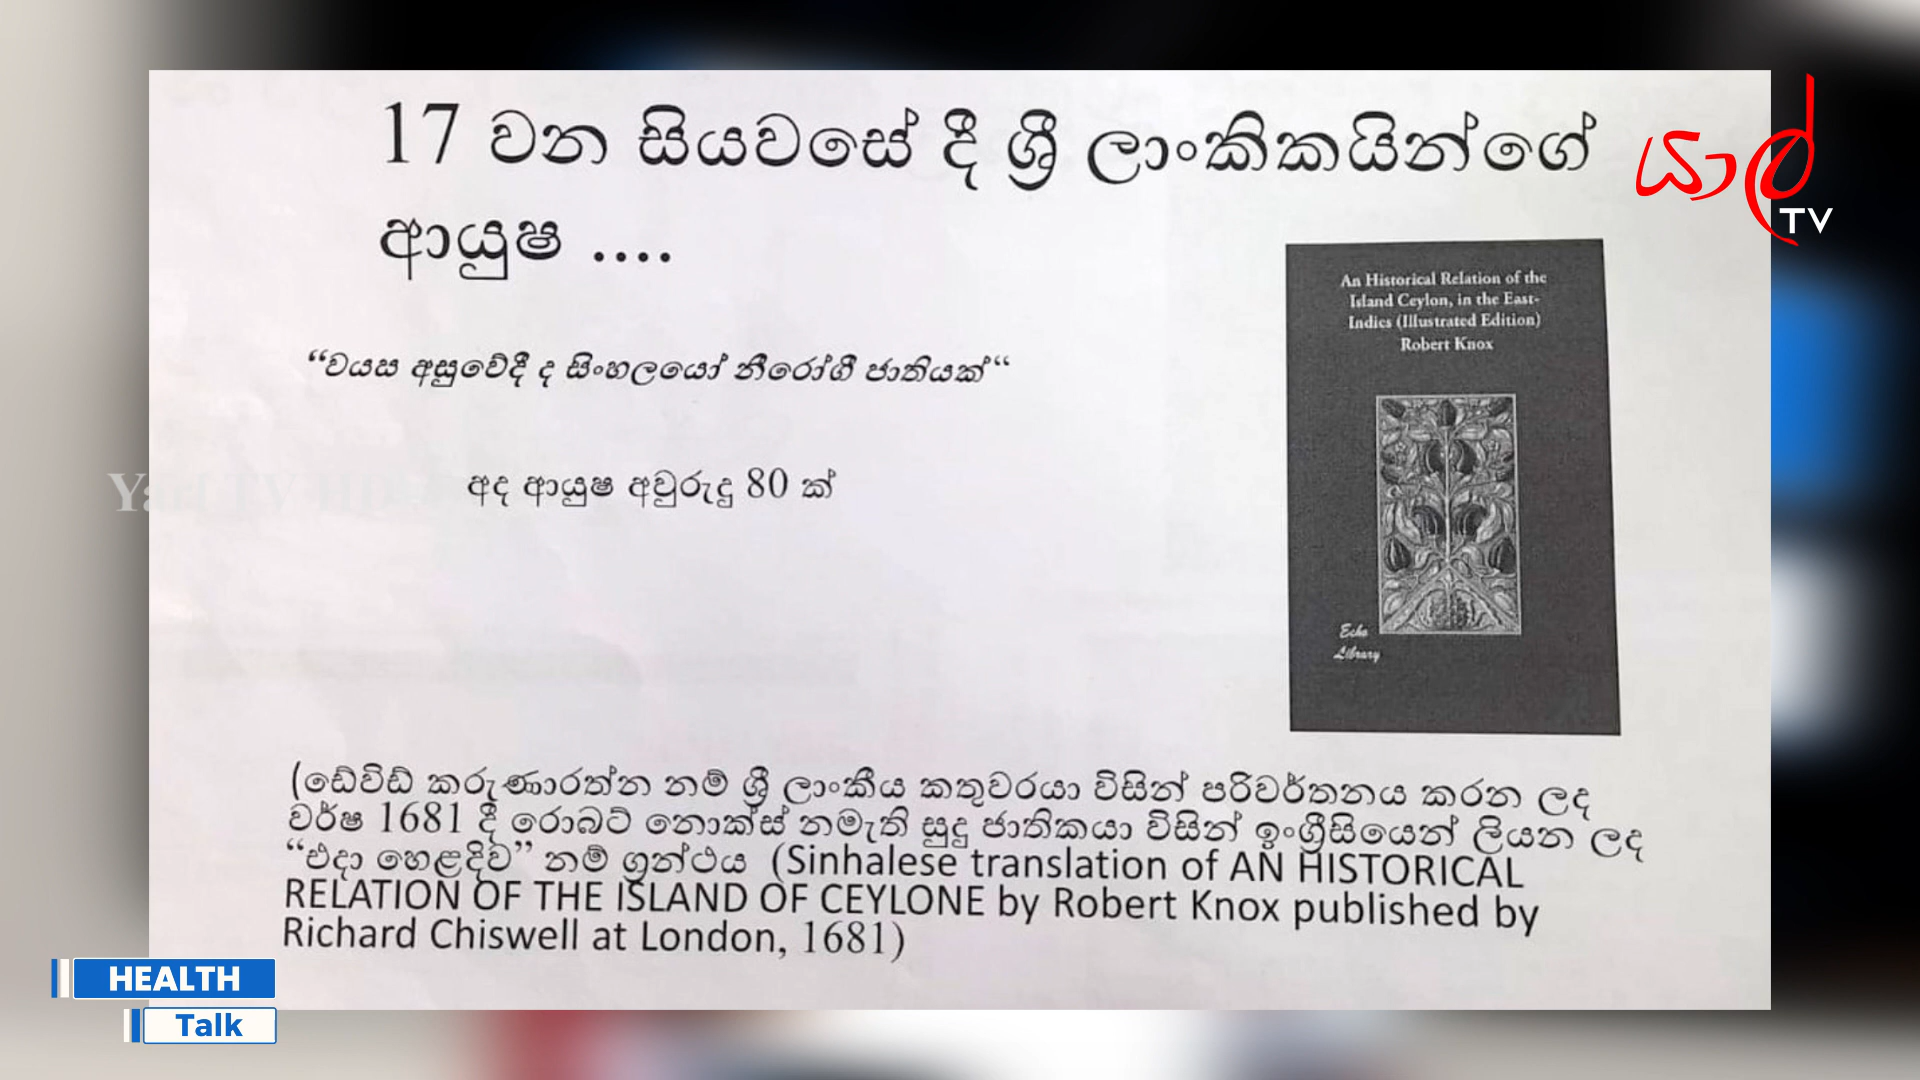 17 වන සියවසේ දී ශ්‍රී ලාංකිකයින්ගේ
ආයුෂ ....
யாழ்
TV
An Historical Relation of the
Island Ceylon, in the East-
Indies (Illustrated Edition)
Robert Knox
“වයස අසුවේදී ද සිංහලයෝ නීරෝගී ජාතියක්“
අද ආයුෂ අවුරුදු 80 ක්
Yarl TV HD
Echo
Library
(ඩේවිඩ් කරුණාරත්න නම් ශ්‍රී ලාංකීය කතුවරයා විසින් පරිවර්තනය කරන ලද
වර්ෂ 1681 දී රොබට් නොක්ස් නමැති සුදු ජාතිකයා විසින් ඉංග්‍රීසියෙන් ලියන ලද
“එදා හෙළදිව” නම් ග්‍රන්ථය (Sinhalese translation of AN HISTORICAL
RELATION OF THE ISLAND OF CEYLONE by Robert Knox published by
Richard Chiswell at London, 1681)
HEALTH
Talk